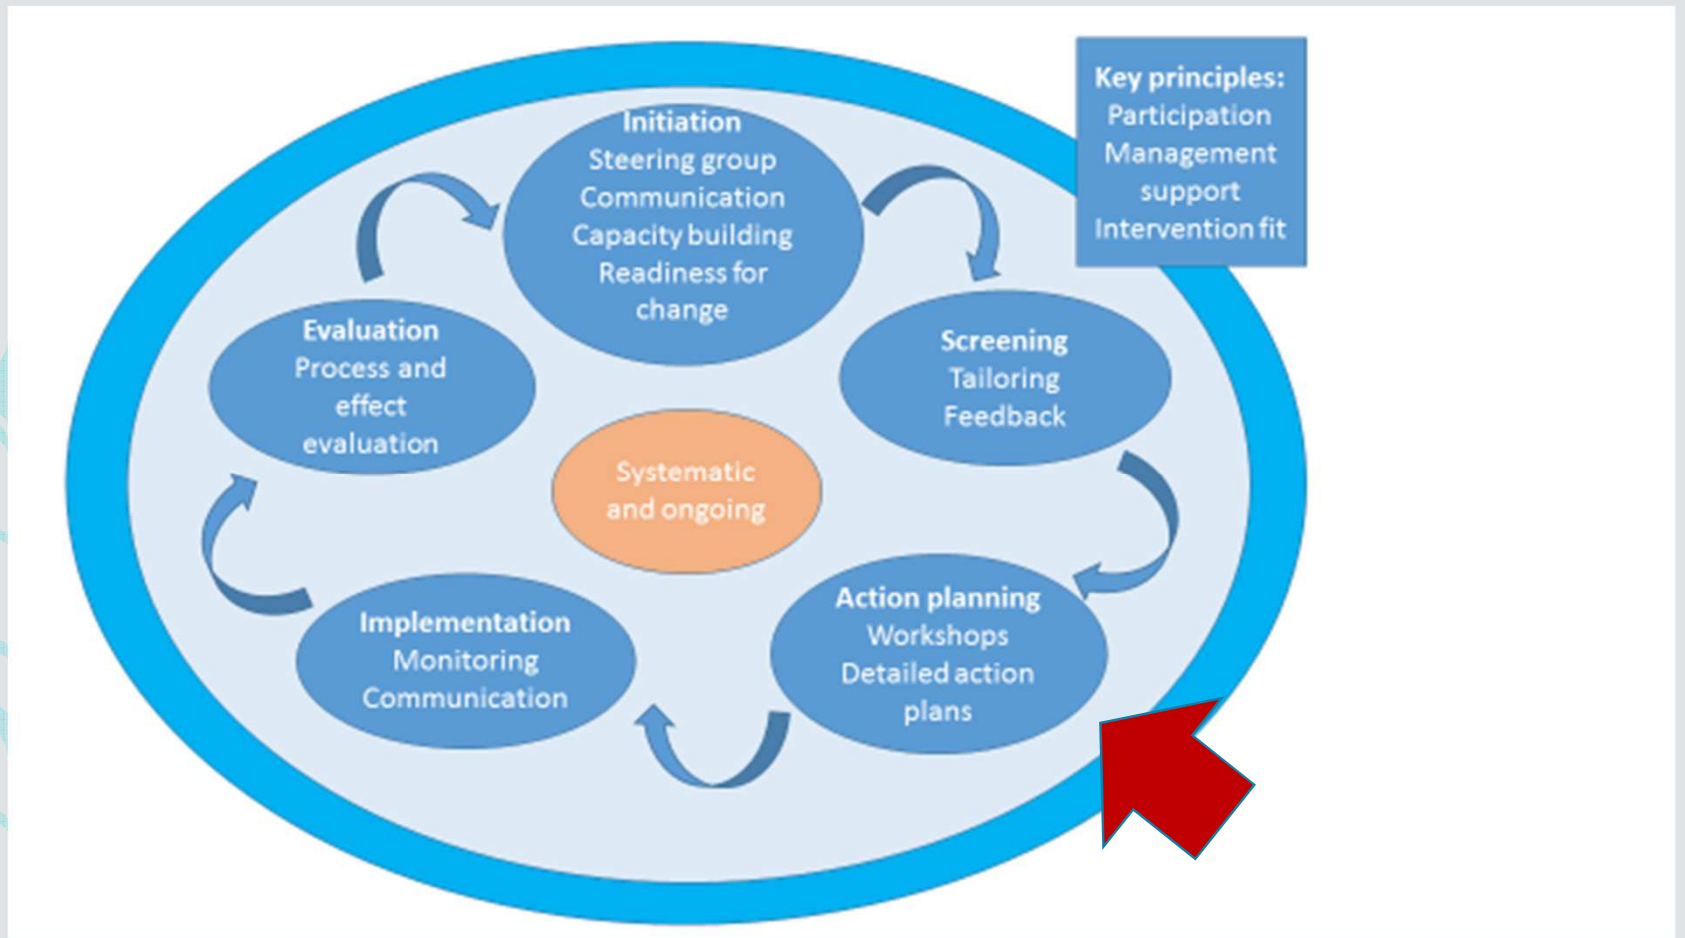 Key principles:
Participation
Management
support
Intervention fit
Initiation
Steering group
Communication
Capacity building
Readiness for
change
Screening
Tailoring
Feedback
Action planning
Workshops
Detailed action
plans
Implementation
Monitoring
Communication
Evaluation
Process and
effect
evaluation
Systematic
and ongoing